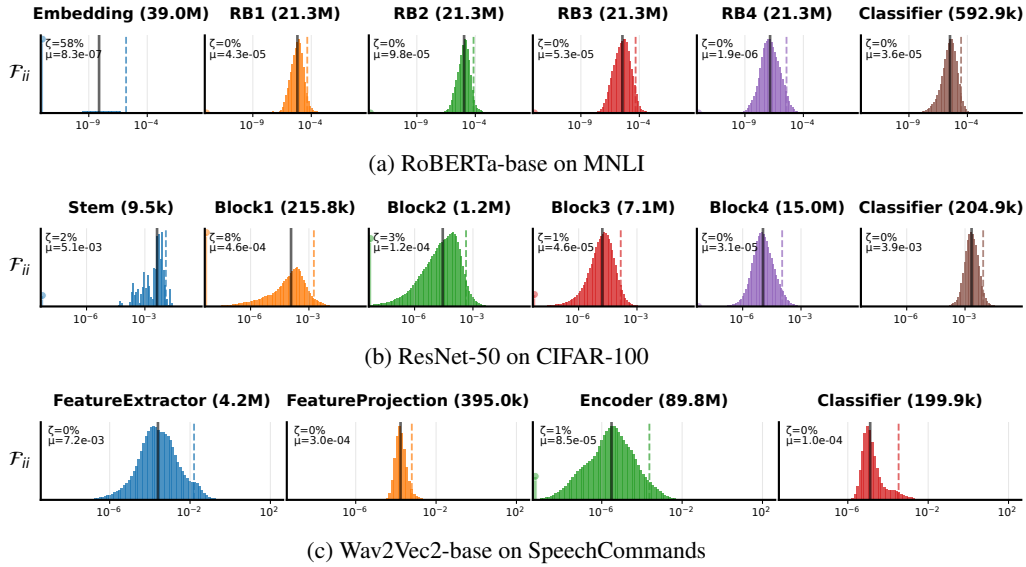 Embedding (39.0M) RB1 (21.3M) RB2 (21.3M) RB3 (21.3M) RB4 (21.3M) Classifier (592.9k)
ζ=58% ζ=0% ζ=0% ζ=0% ζ=0% ζ=0%
μ=8.3e-07 μ=4.3e-05 μ=9.8e-05 μ=5.3e-05 μ=1.9e-06 μ=3.6e-05
ℱii
10⁻⁹ 10⁻⁴ 10⁻⁹ 10⁻⁴ 10⁻⁹ 10⁻⁴ 10⁻⁹ 10⁻⁴ 10⁻⁹ 10⁻⁴ 10⁻⁹ 10⁻⁴
(a) RoBERTa-base on MNLI
Stem (9.5k) Block1 (215.8k) Block2 (1.2M) Block3 (7.1M) Block4 (15.0M) Classifier (204.9k)
ζ=2% ζ=8% ζ=3% ζ=1% ζ=0% ζ=0%
μ=5.1e-03 μ=4.6e-04 μ=1.2e-04 μ=4.6e-05 μ=3.1e-05 μ=3.9e-03
ℱii
10⁻⁶ 10⁻³ 10⁻⁶ 10⁻³ 10⁻⁶ 10⁻³ 10⁻⁶ 10⁻³ 10⁻⁶ 10⁻³ 10⁻⁶ 10⁻³
(b) ResNet-50 on CIFAR-100
FeatureExtractor (4.2M) FeatureProjection (395.0k) Encoder (89.8M) Classifier (199.9k)
ζ=0% ζ=0% ζ=1% ζ=0%
μ=7.2e-03 μ=3.0e-04 μ=8.5e-05 μ=1.0e-04
ℱii
10⁻⁶ 10⁻² 10² 10⁻⁶ 10⁻² 10² 10⁻⁶ 10⁻² 10² 10⁻⁶ 10⁻² 10²
(c) Wav2Vec2-base on SpeechCommands